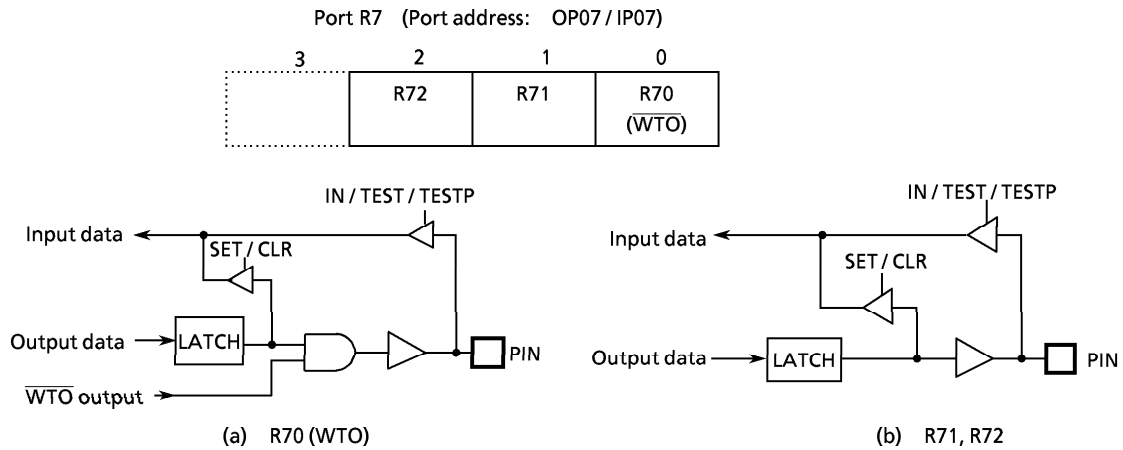 Port R7 (Port address: OP07 / IP07)
3 2 1 0
R72 R71 R70
(W̅T̅O̅)
IN / TEST / TESTP
Input data
SET / CLR
Output data
LATCH
PIN
W̅T̅O̅ output
(a) R70 (WTO)
IN / TEST / TESTP
Input data
SET / CLR
Output data
LATCH
PIN
(b) R71, R72